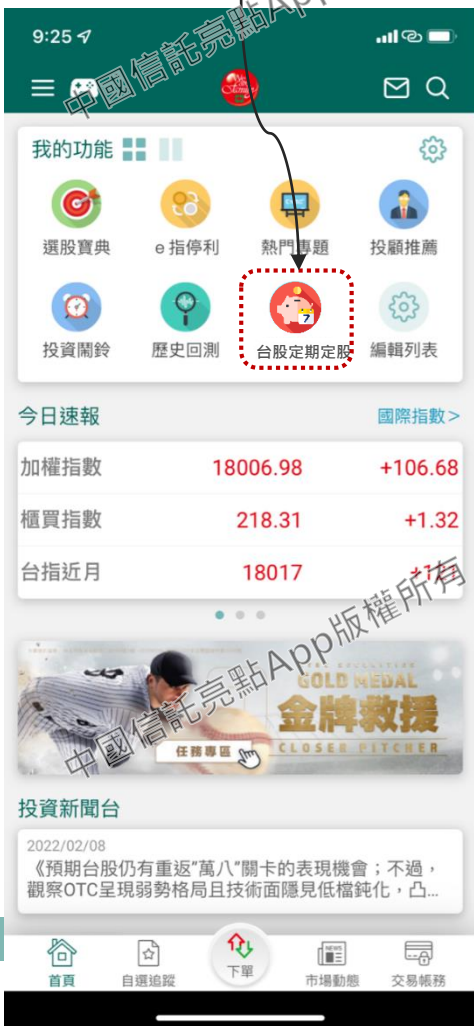 9:25
中國信託亮點App
我的功能
選股寶典
e指停利
熱門專題
投顧推薦
投資鬧鈴
歷史回測
台股定期定股
編輯列表
今日速報
國際指數>
加權指數 18006.98 +106.68
櫃買指數 218.31 +1.32
台指近月 18017
中國信託亮點App版權所有
GOLD MEDAL
金牌救援
CLOSER PITCHER
任務專區
投資新聞台
2022/02/08
《預期台股仍有重返”萬八”關卡的表現機會；不過，
觀察OTC呈現弱勢格局且技術面隱見低檔鈍化，凸...
首頁
自選追蹤
下單
NEWS
市場動態
交易帳務